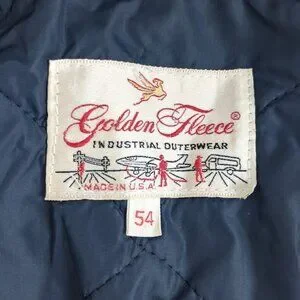 Golden Fleece®
INDUSTRIAL OUTERWEAR
MADE IN U.S.A.
54